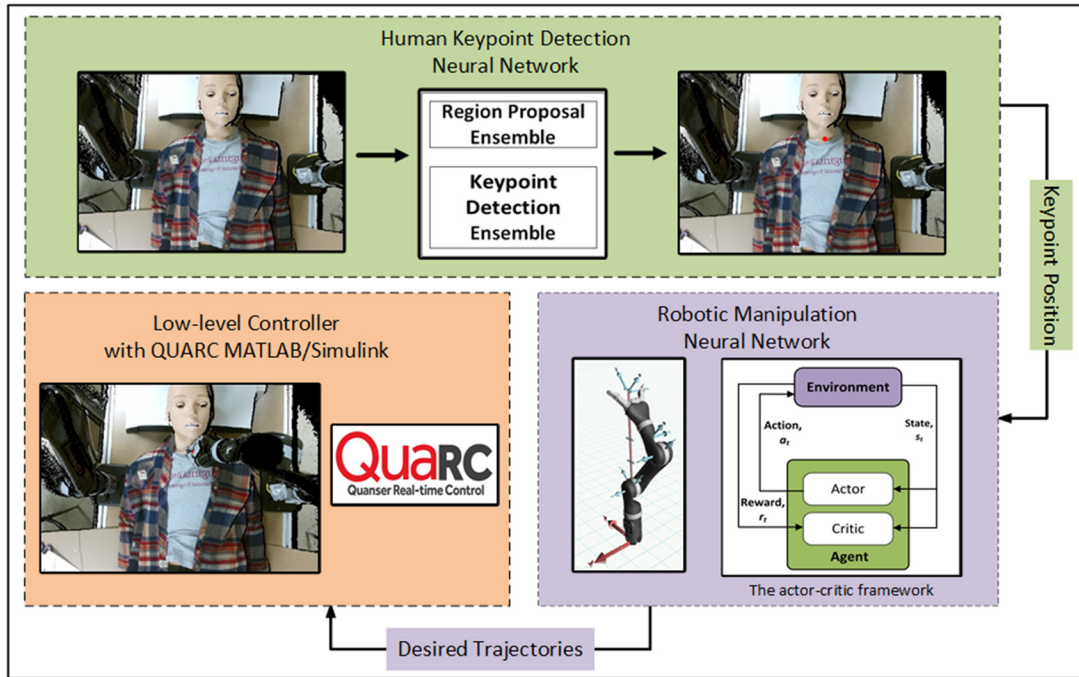 Human Keypoint Detection
Neural Network
Region Proposal
Ensemble
Keypoint
Detection
Ensemble
Keypoint Position
Low-level Controller
with QUARC MATLAB/Simulink
QUARC
Quanser Real-time Control
Robotic Manipulation
Neural Network
Environment
Action,
at
State,
st
Actor
Reward,
rt
Critic
Agent
The actor-critic framework
Desired Trajectories